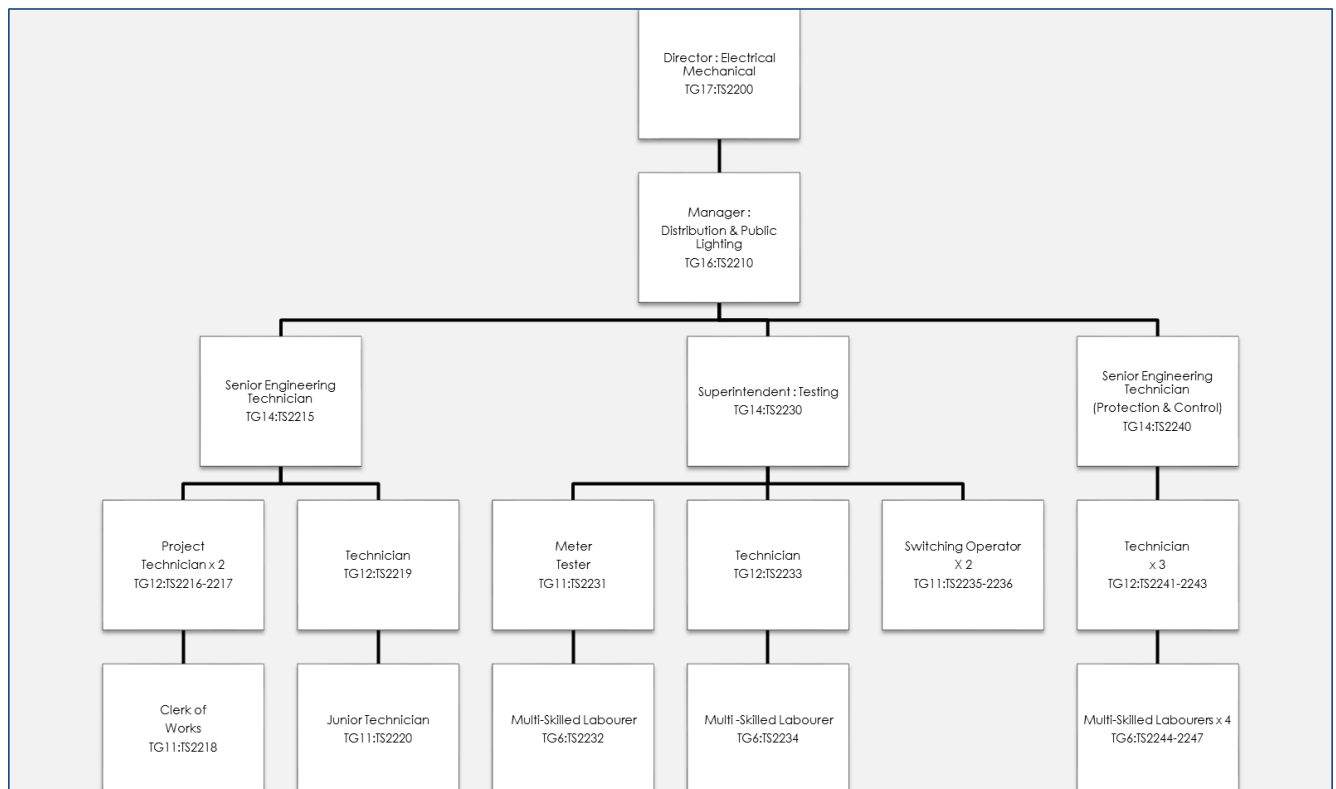 Director : Electrical
Mechanical
TG17:TS2200
Manager :
Distribution & Public
Lighting
TG16:TS2210
Senior Engineering
Technician
TG14:TS2215
Superintendent : Testing
TG14:TS2230
Senior Engineering
Technician
(Protection & Control)
TG14:TS2240
Project
Technician x 2
TG12:TS2216-2217
Technician
TG12:TS2219
Meter
Tester
TG11:TS2231
Technician
TG12:TS2233
Switching Operator
X 2
TG11:TS2235-2236
Technician
x 3
TG12:TS2241-2243
Clerk of
Works
TG11:TS2218
Junior Technician
TG11:TS2220
Multi-Skilled Labourer
TG6:TS2232
Multi -Skilled Labourer
TG6:TS2234
Multi-Skilled Labourers x 4
TG6:TS2244-2247